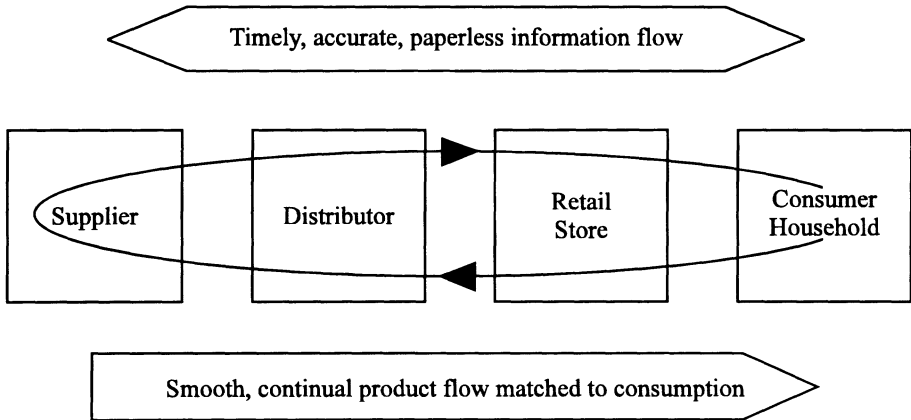 Timely, accurate, paperless information flow
Supplier
Distributor
Retail
Store
Consumer
Household
Smooth, continual product flow matched to consumption